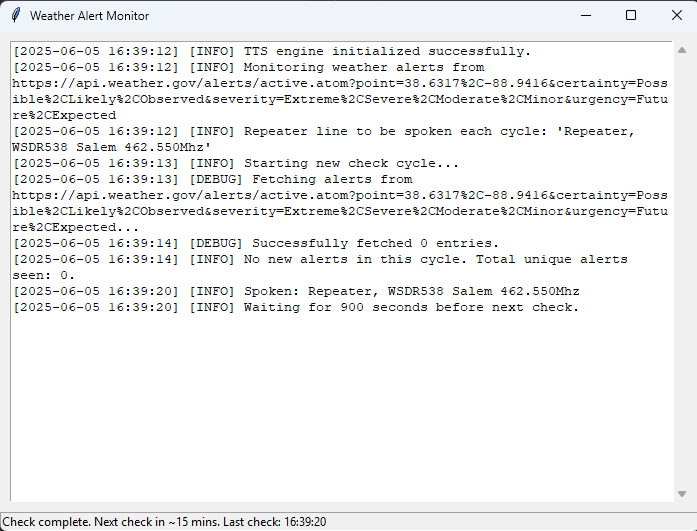 Weather Alert Monitor
[2025-06-05 16:39:12] [INFO] TTS engine initialized successfully.
[2025-06-05 16:39:12] [INFO] Monitoring weather alerts from
https://api.weather.gov/alerts/active.atom?point=38.6317%2C-88.9416&certainty=Poss
ible%2CLikely%2CObserved&severity=Extreme%2CSevere%2CModerate%2CMinor&urgency=Futu
re%2CExpected
[2025-06-05 16:39:12] [INFO] Repeater line to be spoken each cycle: 'Repeater,
WSDR538 Salem 462.550Mhz'
[2025-06-05 16:39:13] [INFO] Starting new check cycle...
[2025-06-05 16:39:13] [DEBUG] Fetching alerts from
https://api.weather.gov/alerts/active.atom?point=38.6317%2C-88.9416&certainty=Poss
ible%2CLikely%2CObserved&severity=Extreme%2CSevere%2CModerate%2CMinor&urgency=Futu
re%2CExpected...
[2025-06-05 16:39:14] [DEBUG] Successfully fetched 0 entries.
[2025-06-05 16:39:14] [INFO] No new alerts in this cycle. Total unique alerts
seen: 0.
[2025-06-05 16:39:20] [INFO] Spoken: Repeater, WSDR538 Salem 462.550Mhz
[2025-06-05 16:39:20] [INFO] Waiting for 900 seconds before next check.
Check complete. Next check in ~15 mins. Last check: 16:39:20